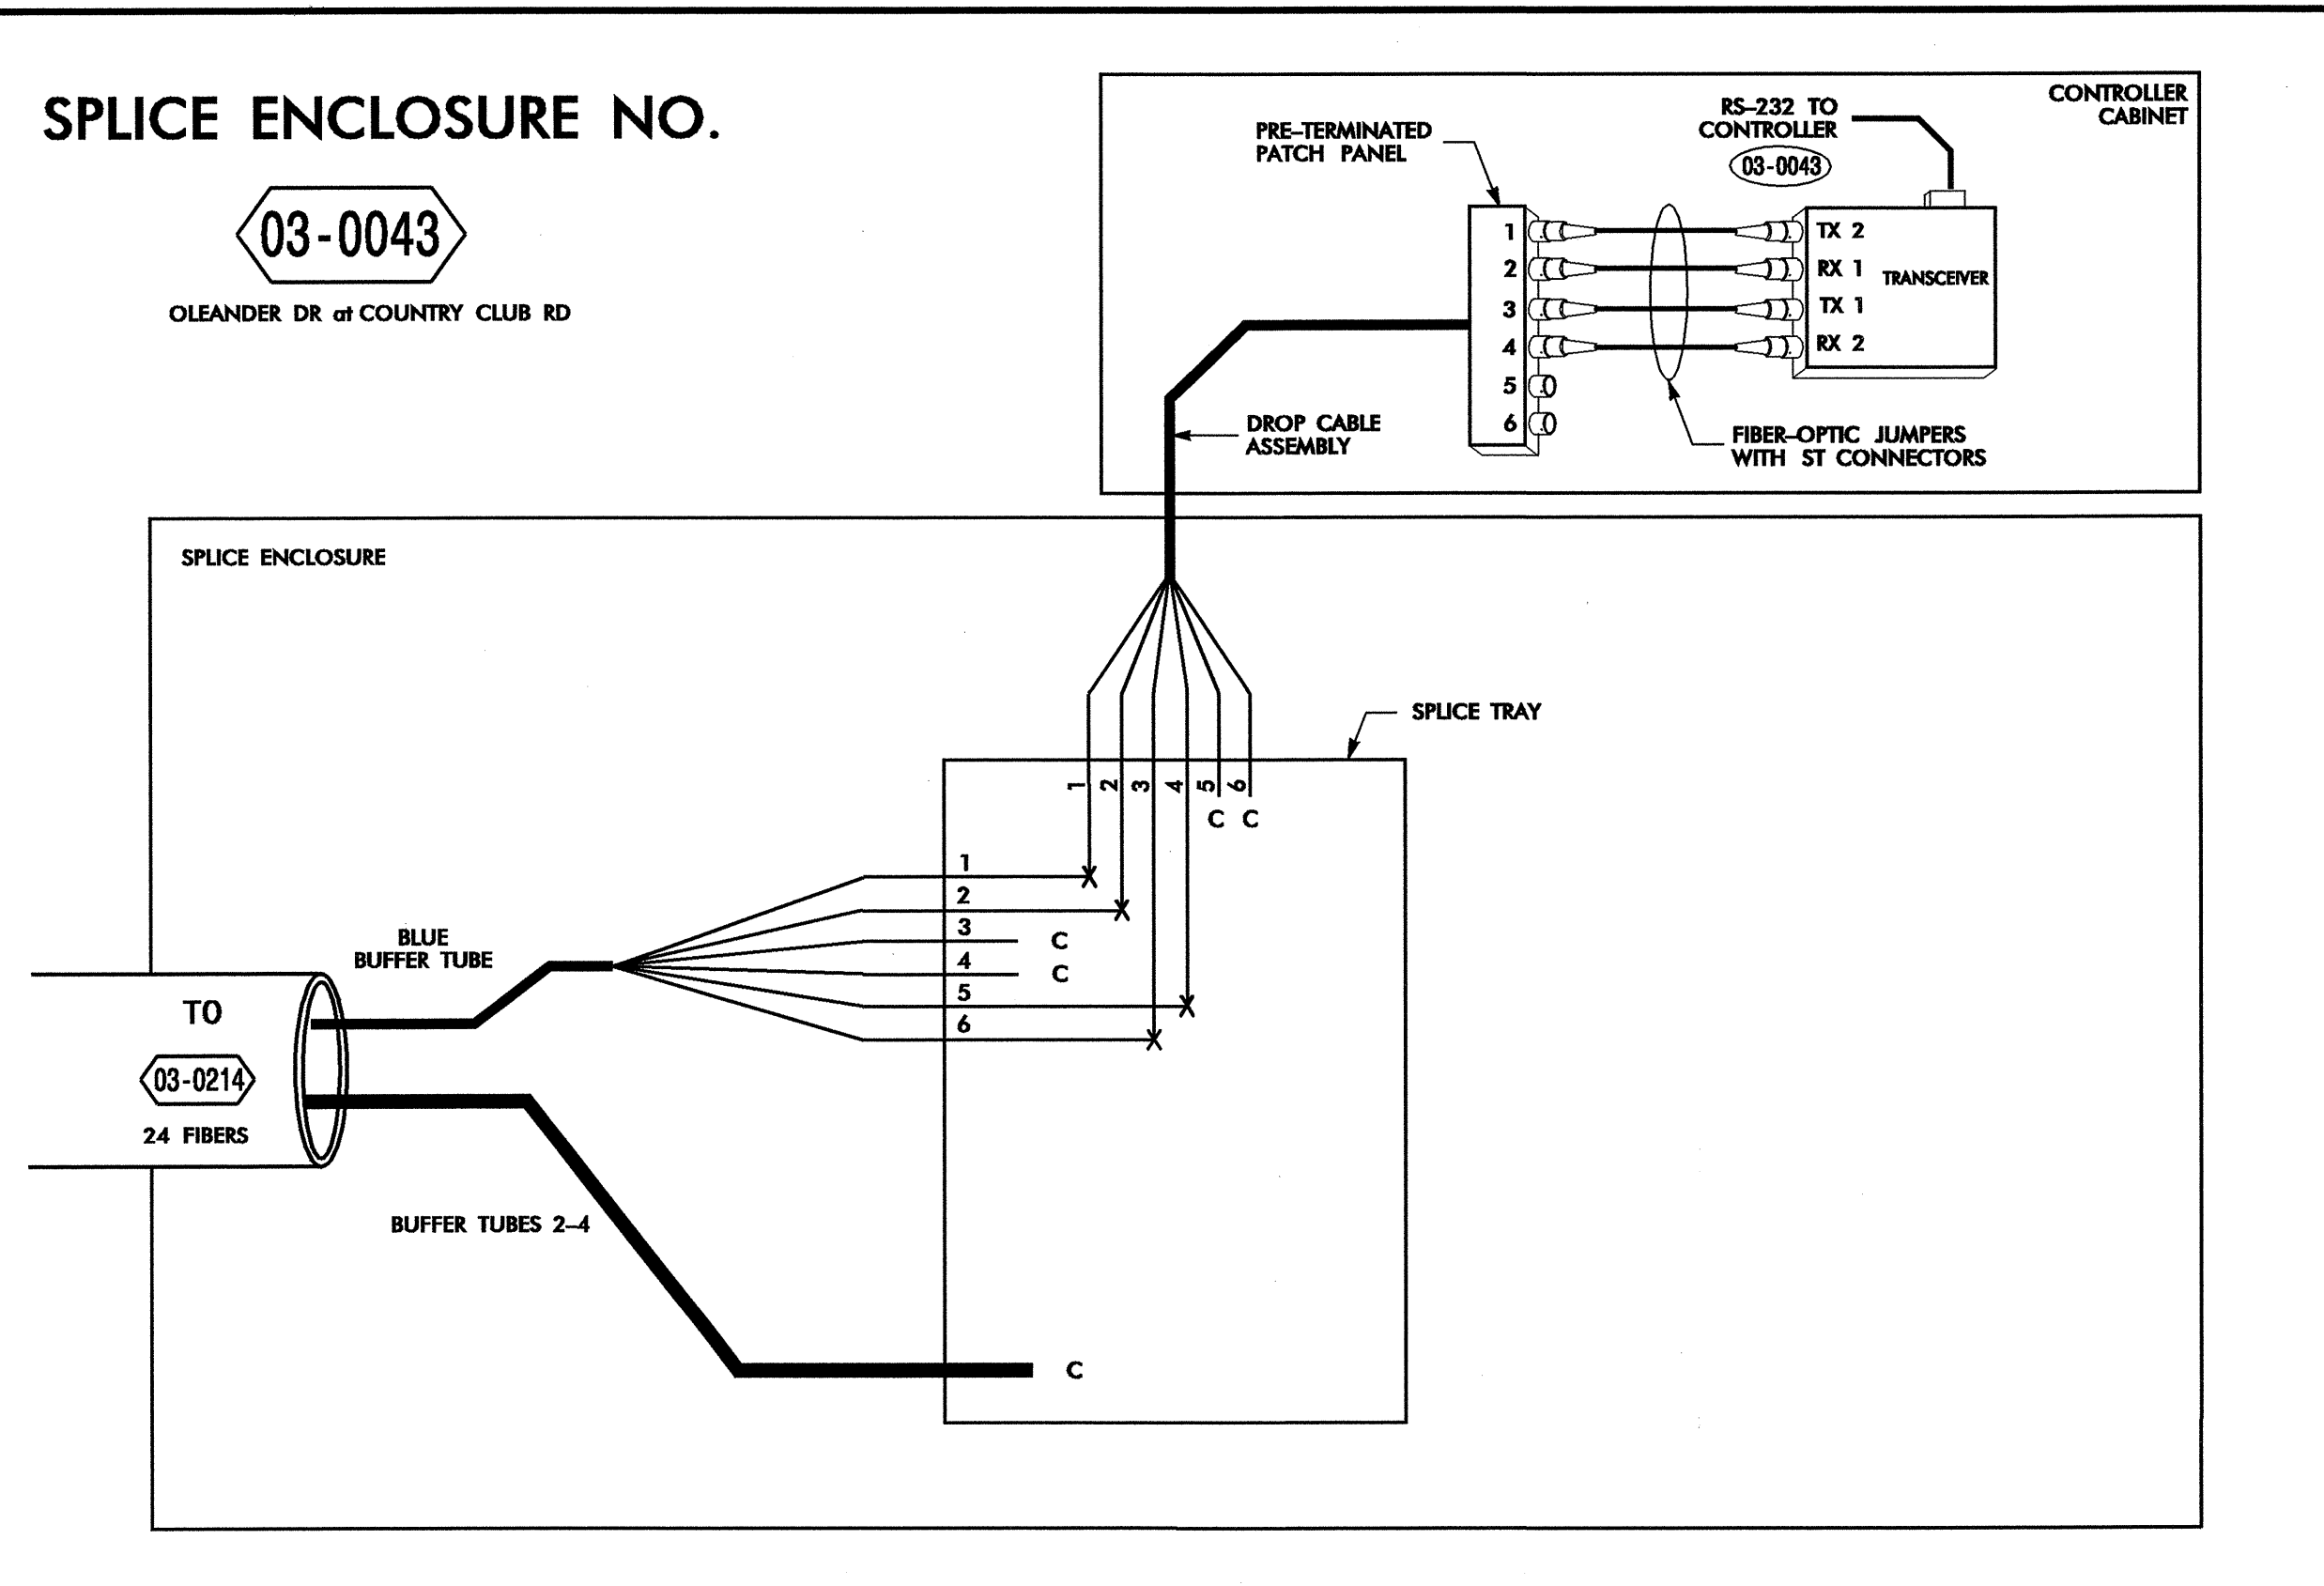 SPLICE ENCLOSURE NO.
03-0043
OLEANDER DR at COUNTRY CLUB RD
CONTROLLER
CABINET
RS-232 TO
CONTROLLER
03-0043
PRE-TERMINATED
PATCH PANEL
1
2
3
4
5
6
TX 2
RX 1
TX 1
RX 2
TRANSCEIVER
DROP CABLE
ASSEMBLY
FIBER-OPTIC JUMPERS
WITH ST CONNECTORS
SPLICE ENCLOSURE
SPLICE TRAY
1 2 3 4 5 6
C C
1
2
3 C
4 C
5
6
BLUE
BUFFER TUBE
TO
03-0214
24 FIBERS
BUFFER TUBES 2-4
C